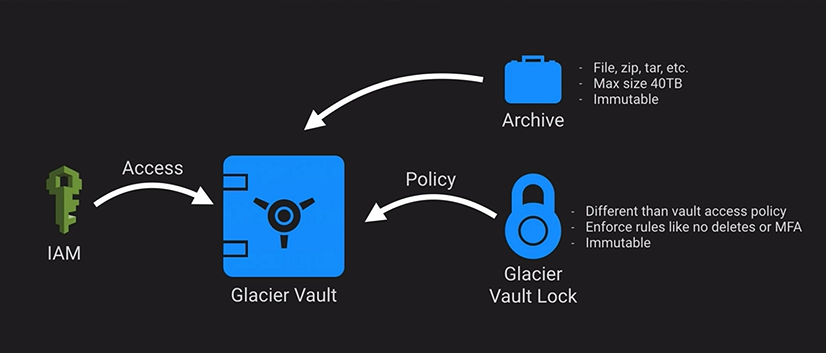 - File, zip, tar, etc.
- Max size 40TB
- Immutable
Archive
Access
IAM
Glacier Vault
Policy
- Different than vault access policy
- Enforce rules like no deletes or MFA
- Immutable
Glacier
Vault Lock